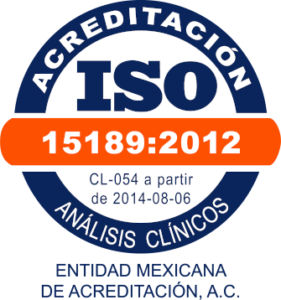 ACREDITACIÓN
ISO
15189:2012
CL-054 a partir
de 2014-08-06
ANÁLISIS CLÍNICOS
ENTIDAD MEXICANA
DE ACREDITACIÓN, A.C.